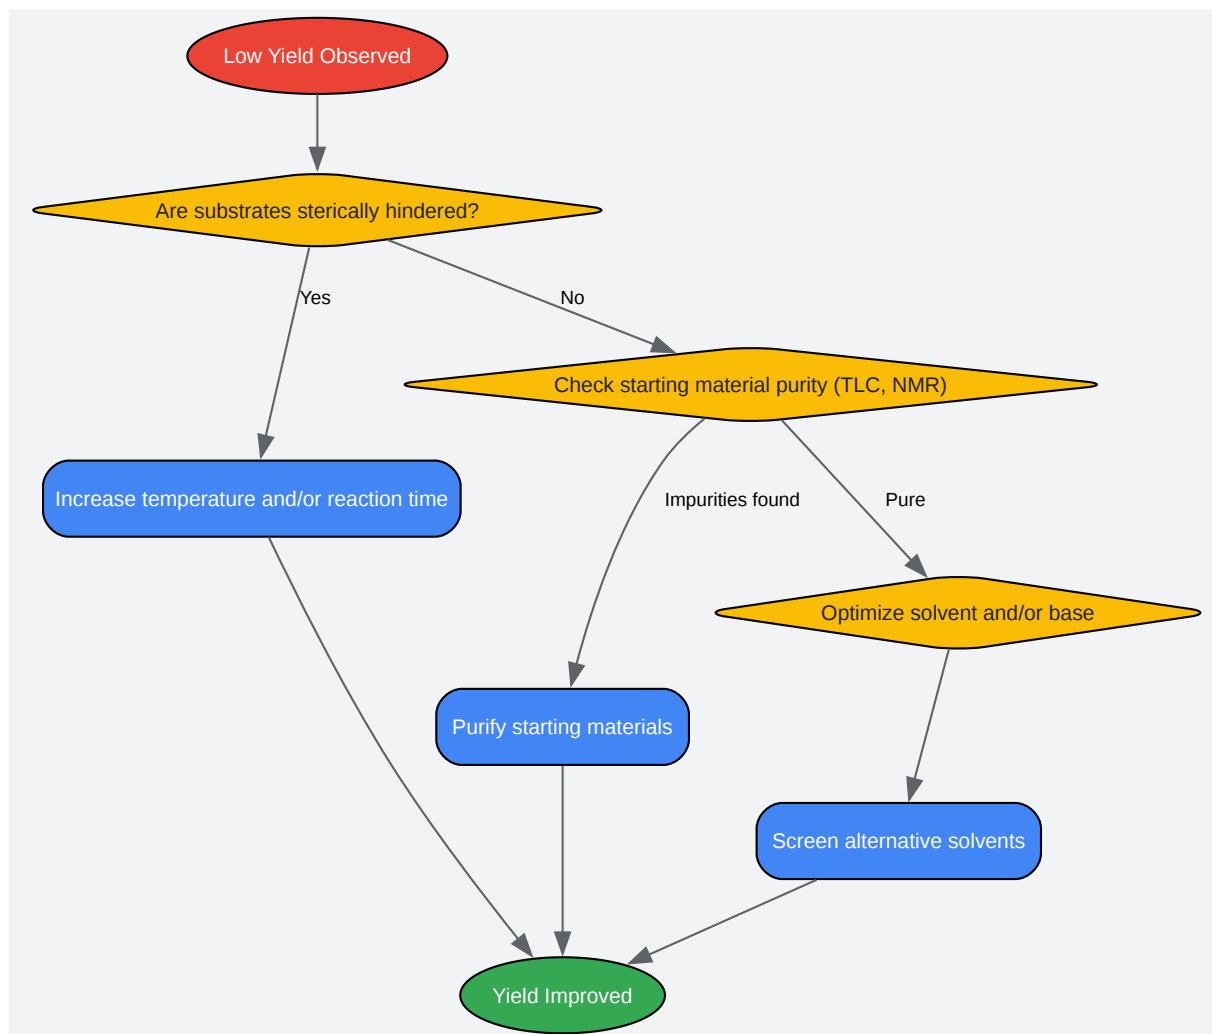 Low Yield Observed
Are substrates sterically hindered?
Yes
No
Check starting material purity (TLC, NMR)
Increase temperature and/or reaction time
Impurities found
Pure
Optimize solvent and/or base
Purify starting materials
Screen alternative solvents
Yield Improved